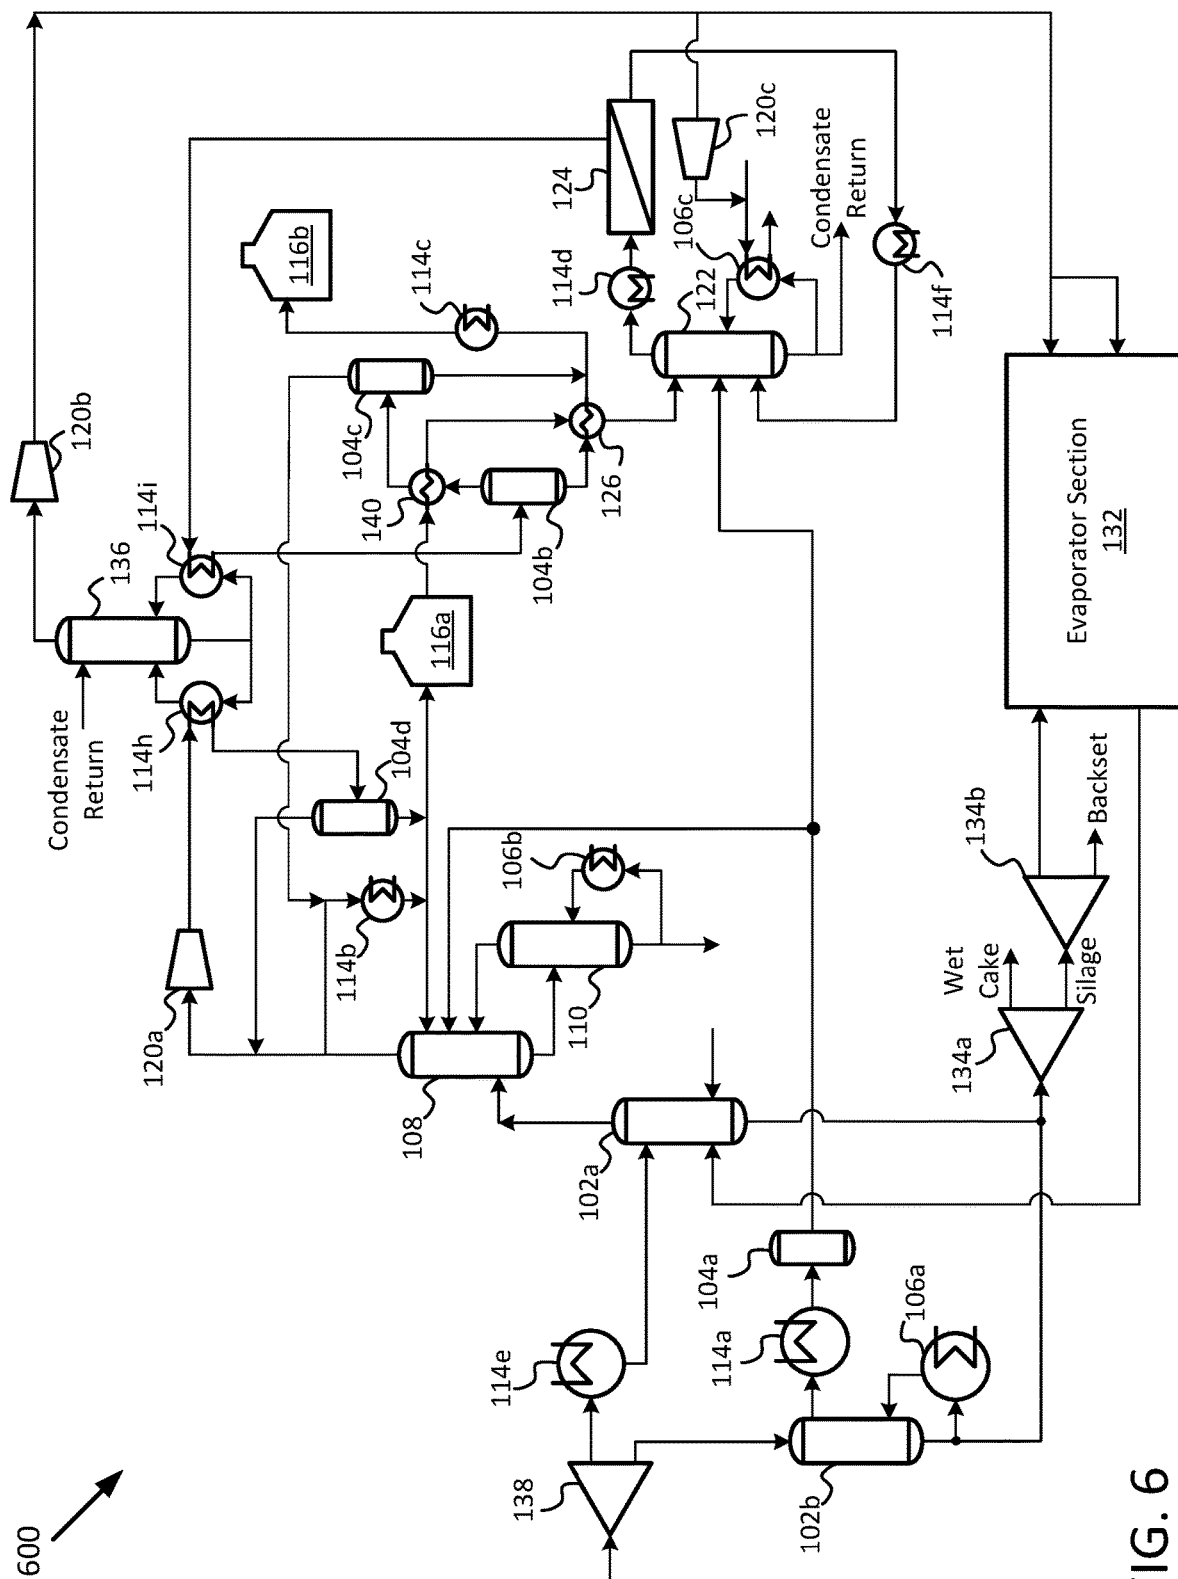 600
FIG. 6
138
114e
102b
114a
106a
104a
102a
108
110
106b
114b
104d
120a
114h
Condensate
Return
136
114i
120b
116a
140
104c
104b
126
114c
116b
124
114d
122
106c
120c
Condensate
Return
114f
Evaporator Section
132
134a
Wet
Cake
Silage
134b
Backset